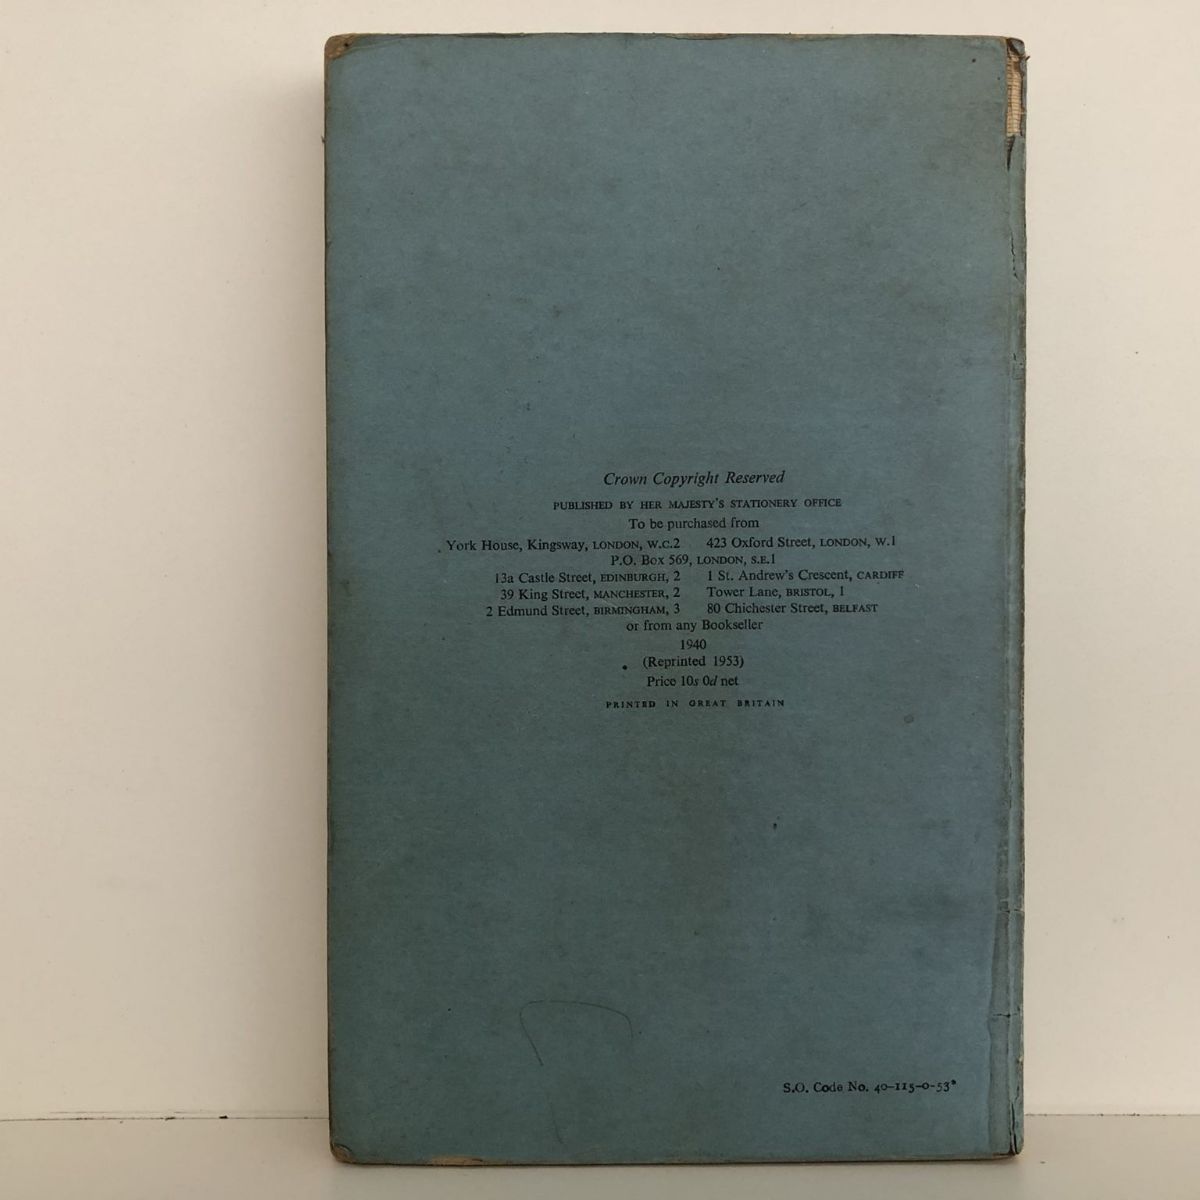 Crown Copyright Reserved
PUBLISHED BY HER MAJESTY'S STATIONERY OFFICE
To be purchased from
York House, Kingsway, LONDON, W.C.2 423 Oxford Street, LONDON, W.1
P.O. Box 569, LONDON, S.E.1
13a Castle Street, EDINBURGH, 2 1 St. Andrew's Crescent, CARDIFF
39 King Street, MANCHESTER, 2 Tower Lane, BRISTOL, 1
2 Edmund Street, BIRMINGHAM, 3 80 Chichester Street, BELFAST
or from any Bookseller
1940
(Reprinted 1953)
Price 10s 0d net
PRINTED IN GREAT BRITAIN
S.O. Code No. 40-115-0-53*